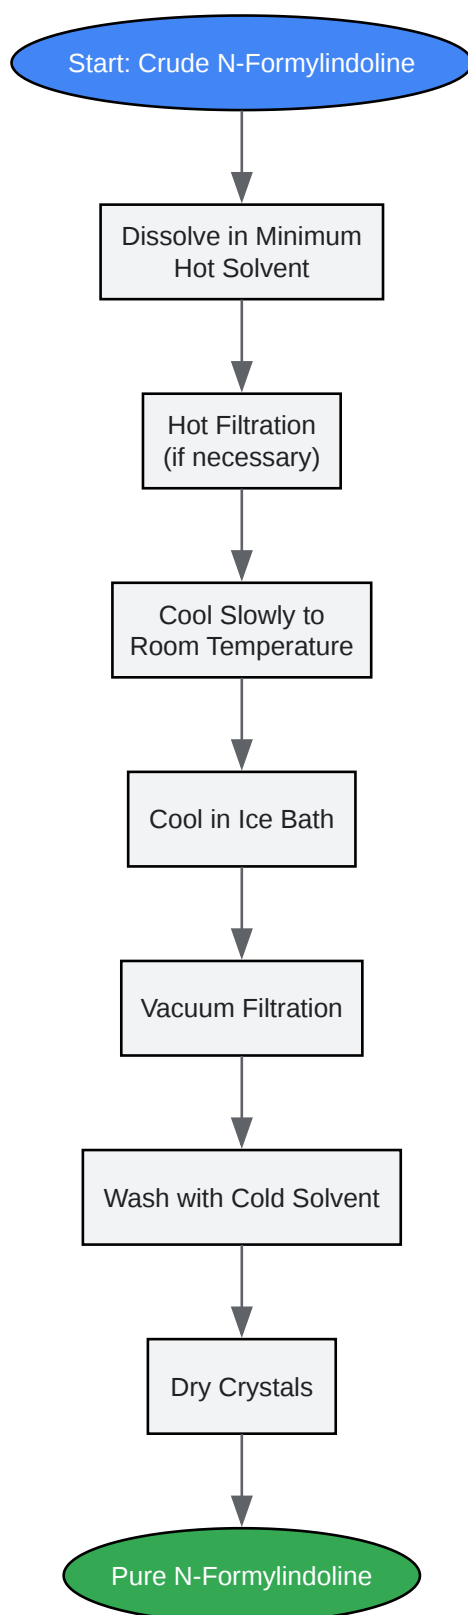 Start: Crude N-Formylindoline
Dissolve in Minimum
Hot Solvent
Hot Filtration
(if necessary)
Cool Slowly to
Room Temperature
Cool in Ice Bath
Vacuum Filtration
Wash with Cold Solvent
Dry Crystals
Pure N-Formylindoline